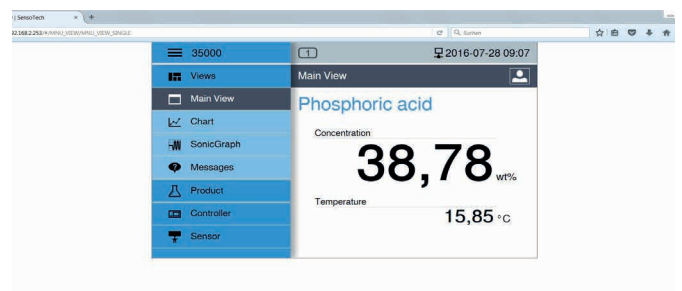 | SensoTech
92.168.2.253/#/MNU_VIEW/MNU_VIEW_SINGLE
Suchen
35000
1
2016-07-28 09:07
Views
Main View
Main View
Phosphoric acid
Chart
Concentration
SonicGraph
38,78 wt%
Messages
Product
Temperature
15,85 °C
Controller
Sensor